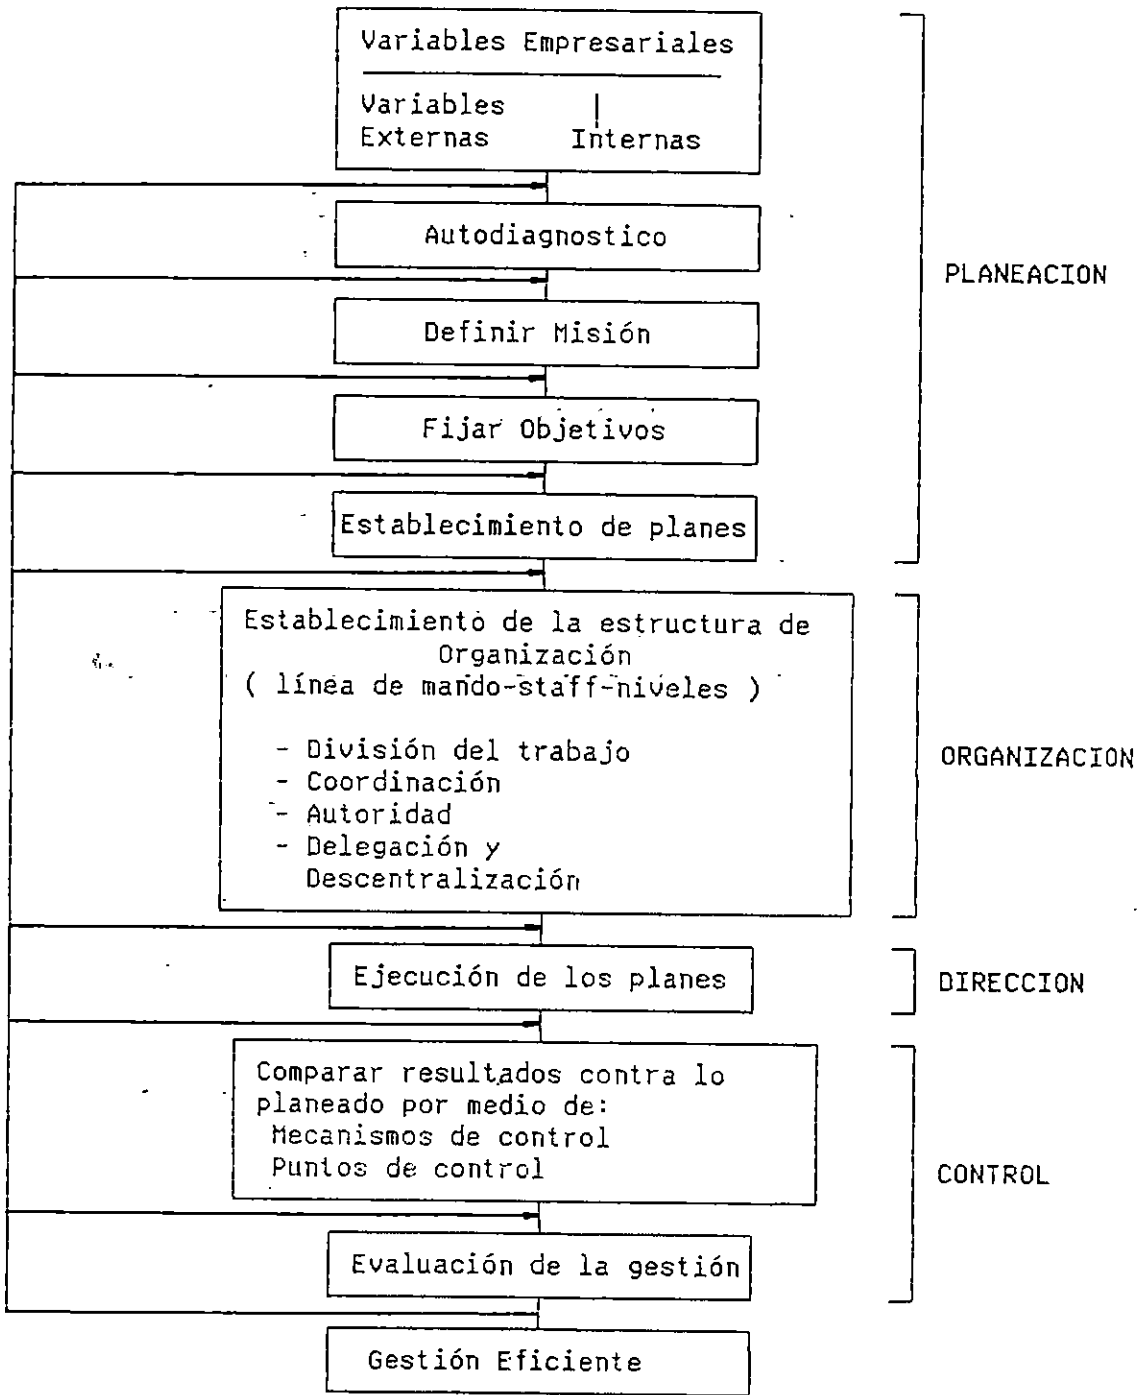 Variables Empresariales
Variables
Externas Internas
Autodiagnostico
PLANEACION
Definir Misión
Fijar Objetivos
Establecimiento de planes
Establecimiento de la estructura de
Organización
( línea de mando-staff-niveles )
- División del trabajo
- Coordinación
- Autoridad
- Delegación y
Descentralización
ORGANIZACION
Ejecución de los planes
DIRECCION
Comparar resultados contra lo
planeado por medio de:
Mecanismos de control
Puntos de control
CONTROL
Evaluación de la gestión
Gestión Eficiente